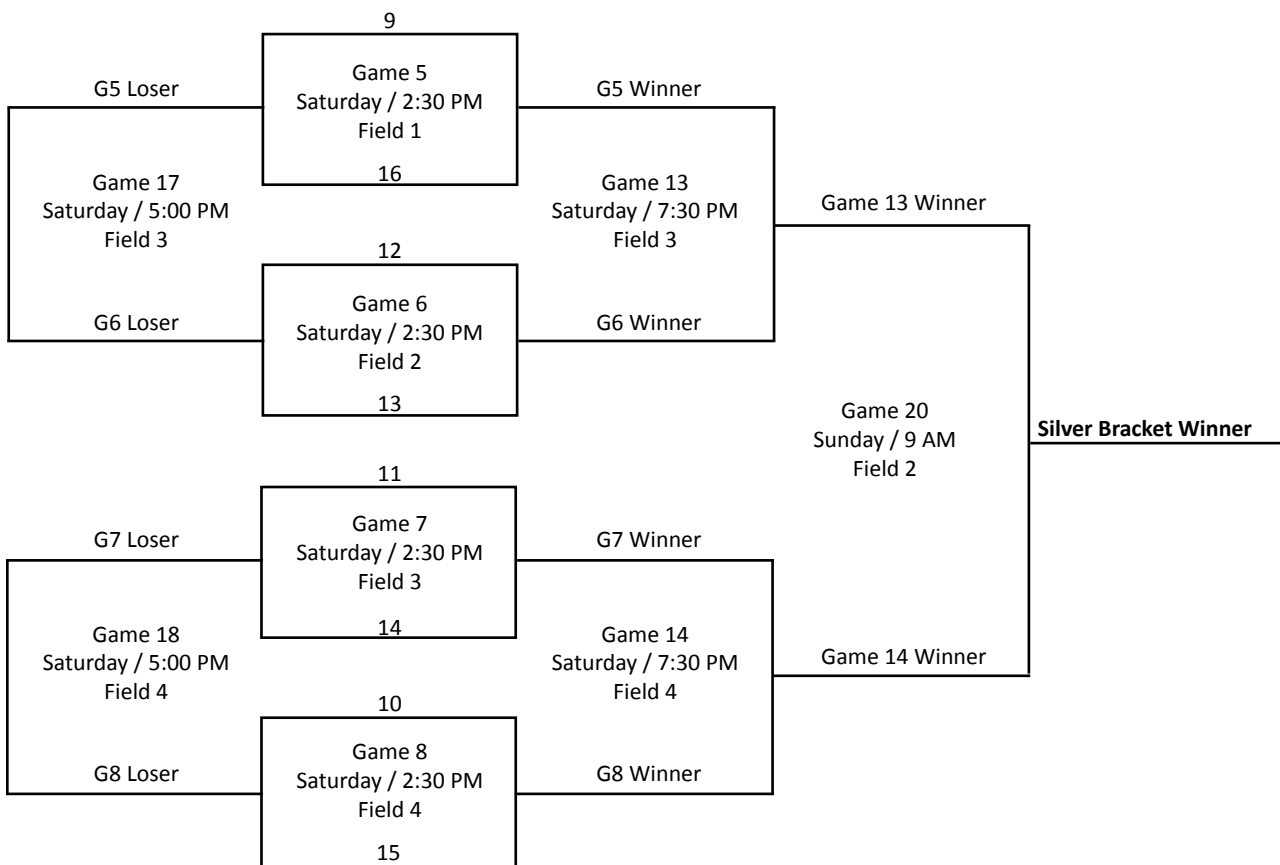 9
Game 5
Saturday / 2:30 PM
Field 1
16
G5 Loser
G5 Winner
Game 17
Saturday / 5:00 PM
Field 3
Game 13
Saturday / 7:30 PM
Field 3
Game 13 Winner
12
Game 6
Saturday / 2:30 PM
Field 2
13
G6 Loser
G6 Winner
Game 20
Sunday / 9 AM
Field 2
Silver Bracket Winner
11
Game 7
Saturday / 2:30 PM
Field 3
14
G7 Loser
G7 Winner
Game 18
Saturday / 5:00 PM
Field 4
Game 14
Saturday / 7:30 PM
Field 4
Game 14 Winner
10
Game 8
Saturday / 2:30 PM
Field 4
15
G8 Loser
G8 Winner